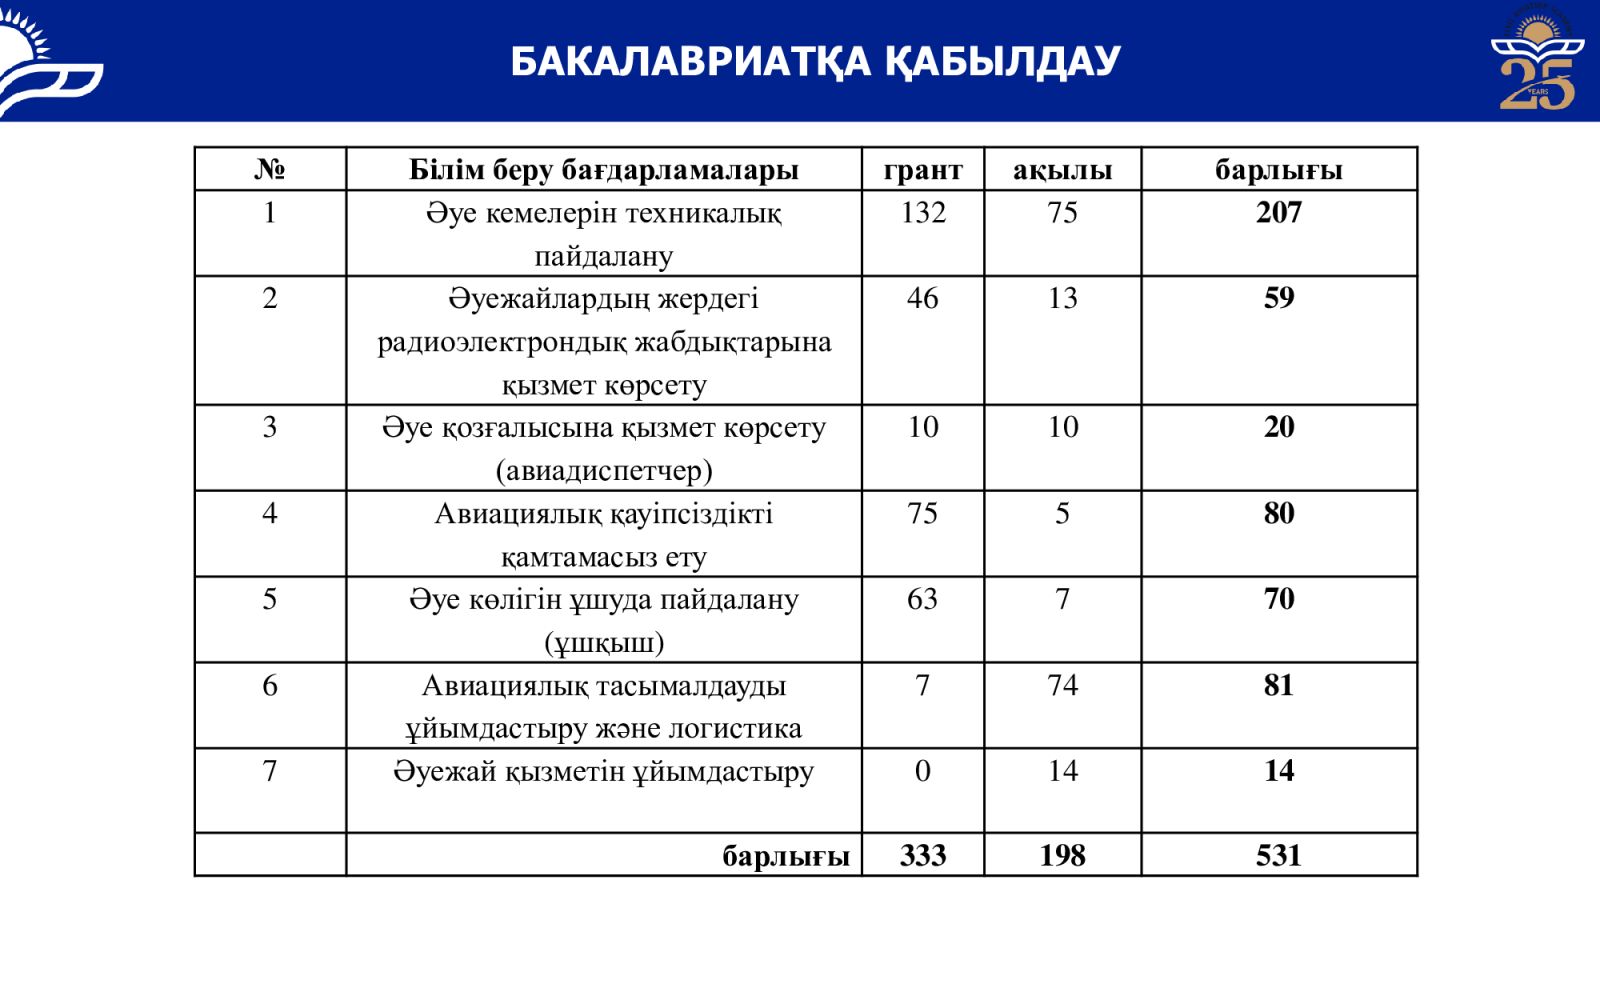 БАКАЛАВРИАТҚА ҚАБЫЛДАУ
25
YEARS
№ Білім беру бағдарламалары грант ақылы барлығы
1 Әуе кемелерін техникалық 132 75 207
пайдалану
2 Әуежайлардың жердегі 46 13 59
радиоэлектрондық жабдықтарына
қызмет көрсету
3 Әуе қозғалысына қызмет көрсету 10 10 20
(авиадиспетчер)
4 Авиациялық қауіпсіздікті 75 5 80
қамтамасыз ету
5 Әуе көлігін ұшуда пайдалану 63 7 70
(ұшқыш)
6 Авиациялық тасымалдауды 7 74 81
ұйымдастыру және логистика
7 Әуежай қызметін ұйымдастыру 0 14 14
барлығы 333 198 531